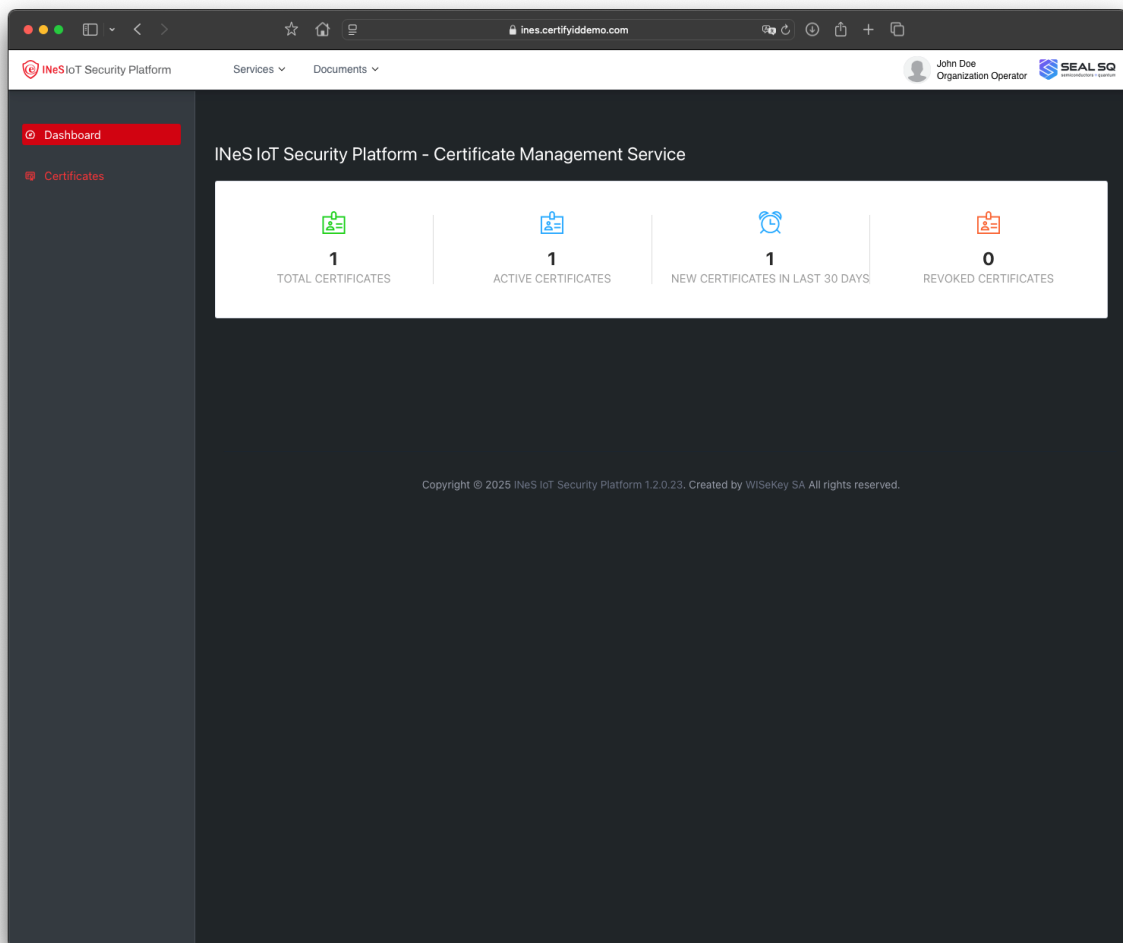 ines.certifyiddemo.com
INeS IoT Security Platform
Services
Documents
John Doe
Organization Operator
SEAL SQ
semiconductors + quantum
Dashboard
Certificates
INeS IoT Security Platform - Certificate Management Service
1
TOTAL CERTIFICATES
1
ACTIVE CERTIFICATES
1
NEW CERTIFICATES IN LAST 30 DAYS
0
REVOKED CERTIFICATES
Copyright © 2025 INeS IoT Security Platform 1.2.0.23. Created by WISeKey SA All rights reserved.